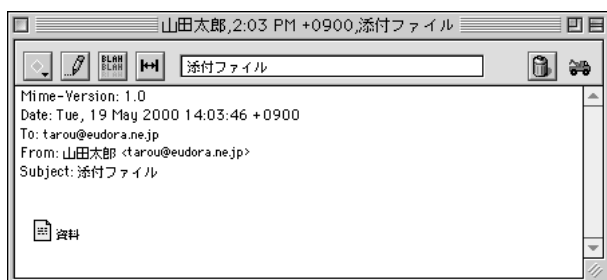 山田太郎,2:03 PM +0900,添付ファイル
BLAH BLAH 添付ファイル
Mime-Version: 1.0
Date: Tue, 19 May 2000 14:03:46 +0900
To: tarou@eudora.ne.jp
From: 山田太郎 <tarou@eudora.ne.jp>
Subject: 添付ファイル
資料